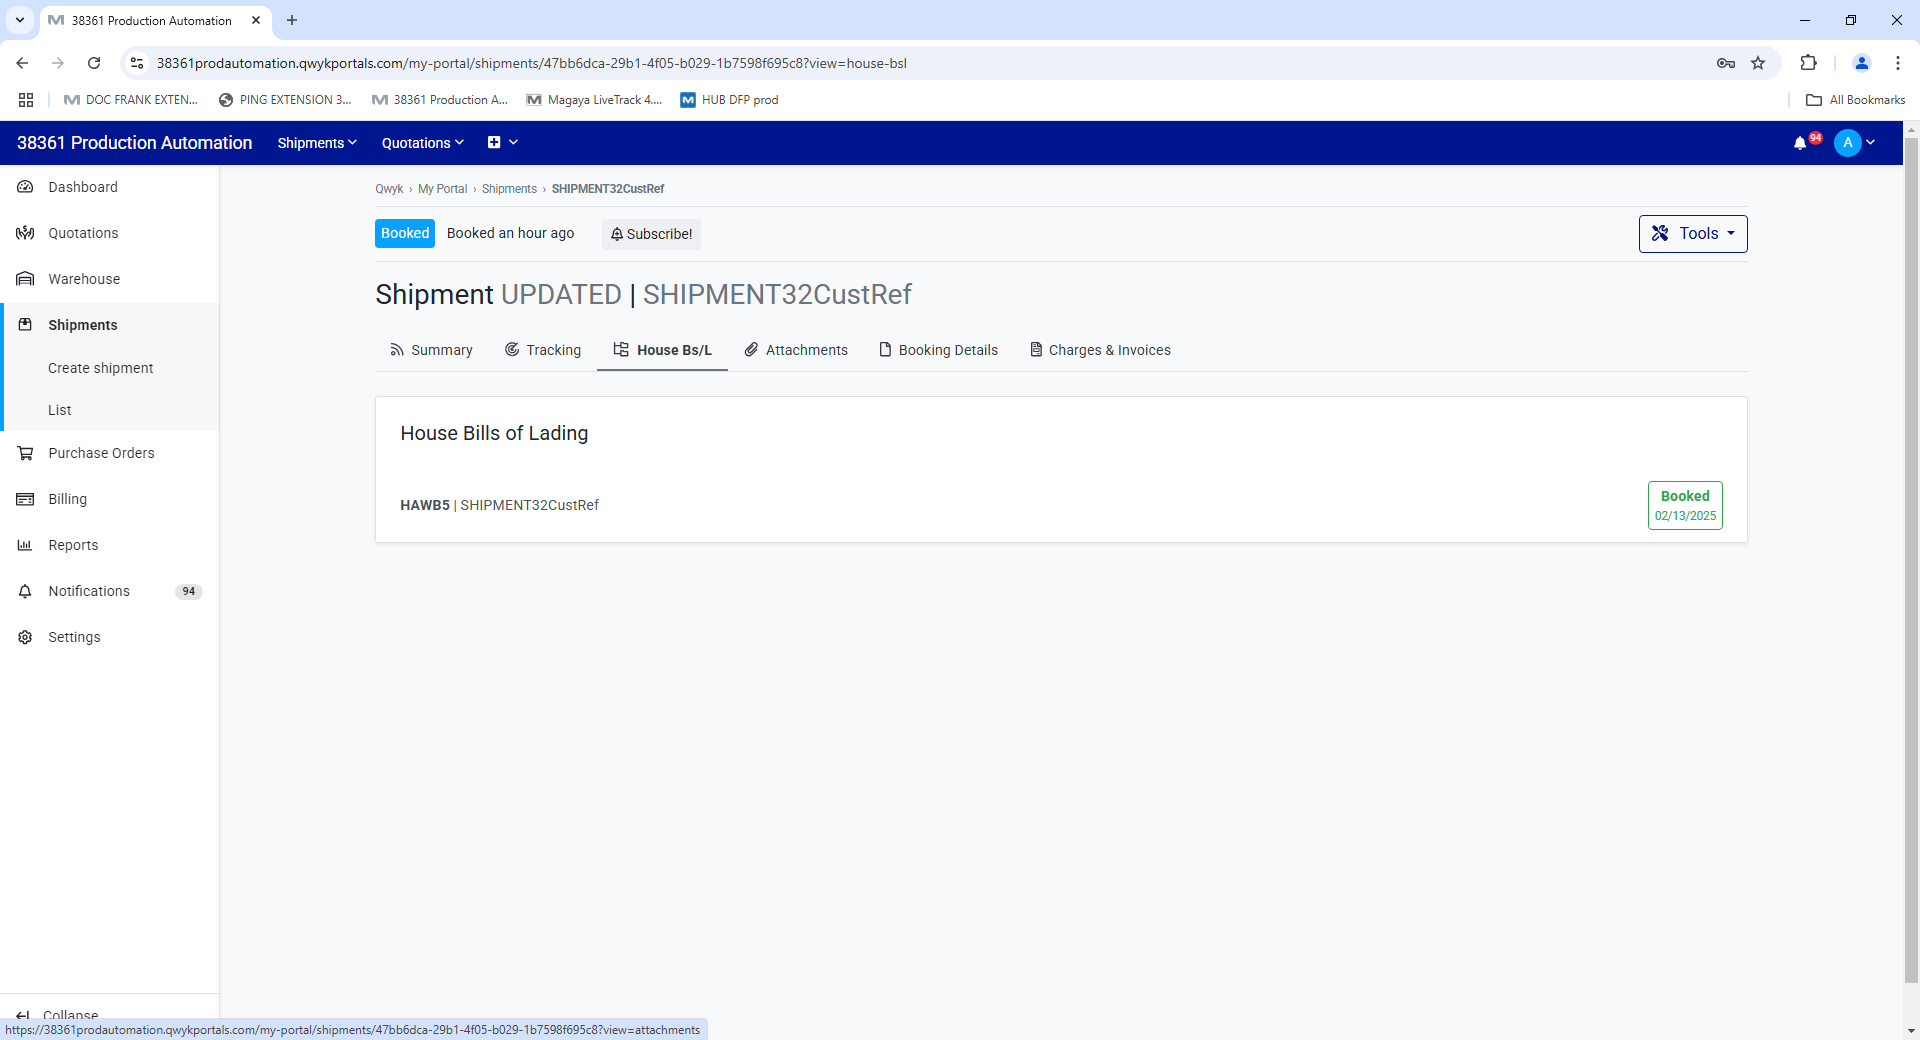 38361 Production Automation
38361prodautomation.qwykportals.com/my-portal/shipments/47bb6dca-29b1-4f05-b029-1b7598f695c8?view=house-bsl
DOC FRANK EXTEN... PING EXTENSION 3... 38361 Production A... Magaya LiveTrack 4.... HUB DFP prod All Bookmarks
38361 Production Automation Shipments Quotations 94 A
Dashboard
Quotations
Warehouse
Shipments
Create shipment
List
Purchase Orders
Billing
Reports
Notifications 94
Settings
Collapse
Qwyk › My Portal › Shipments › SHIPMENT32CustRef
Booked Booked an hour ago Subscribe! Tools
Shipment UPDATED | SHIPMENT32CustRef
Summary Tracking House Bs/L Attachments Booking Details Charges & Invoices
House Bills of Lading
HAWB5 | SHIPMENT32CustRef
Booked
02/13/2025
https://38361prodautomation.qwykportals.com/my-portal/shipments/47bb6dca-29b1-4f05-b029-1b7598f695c8?view=attachments